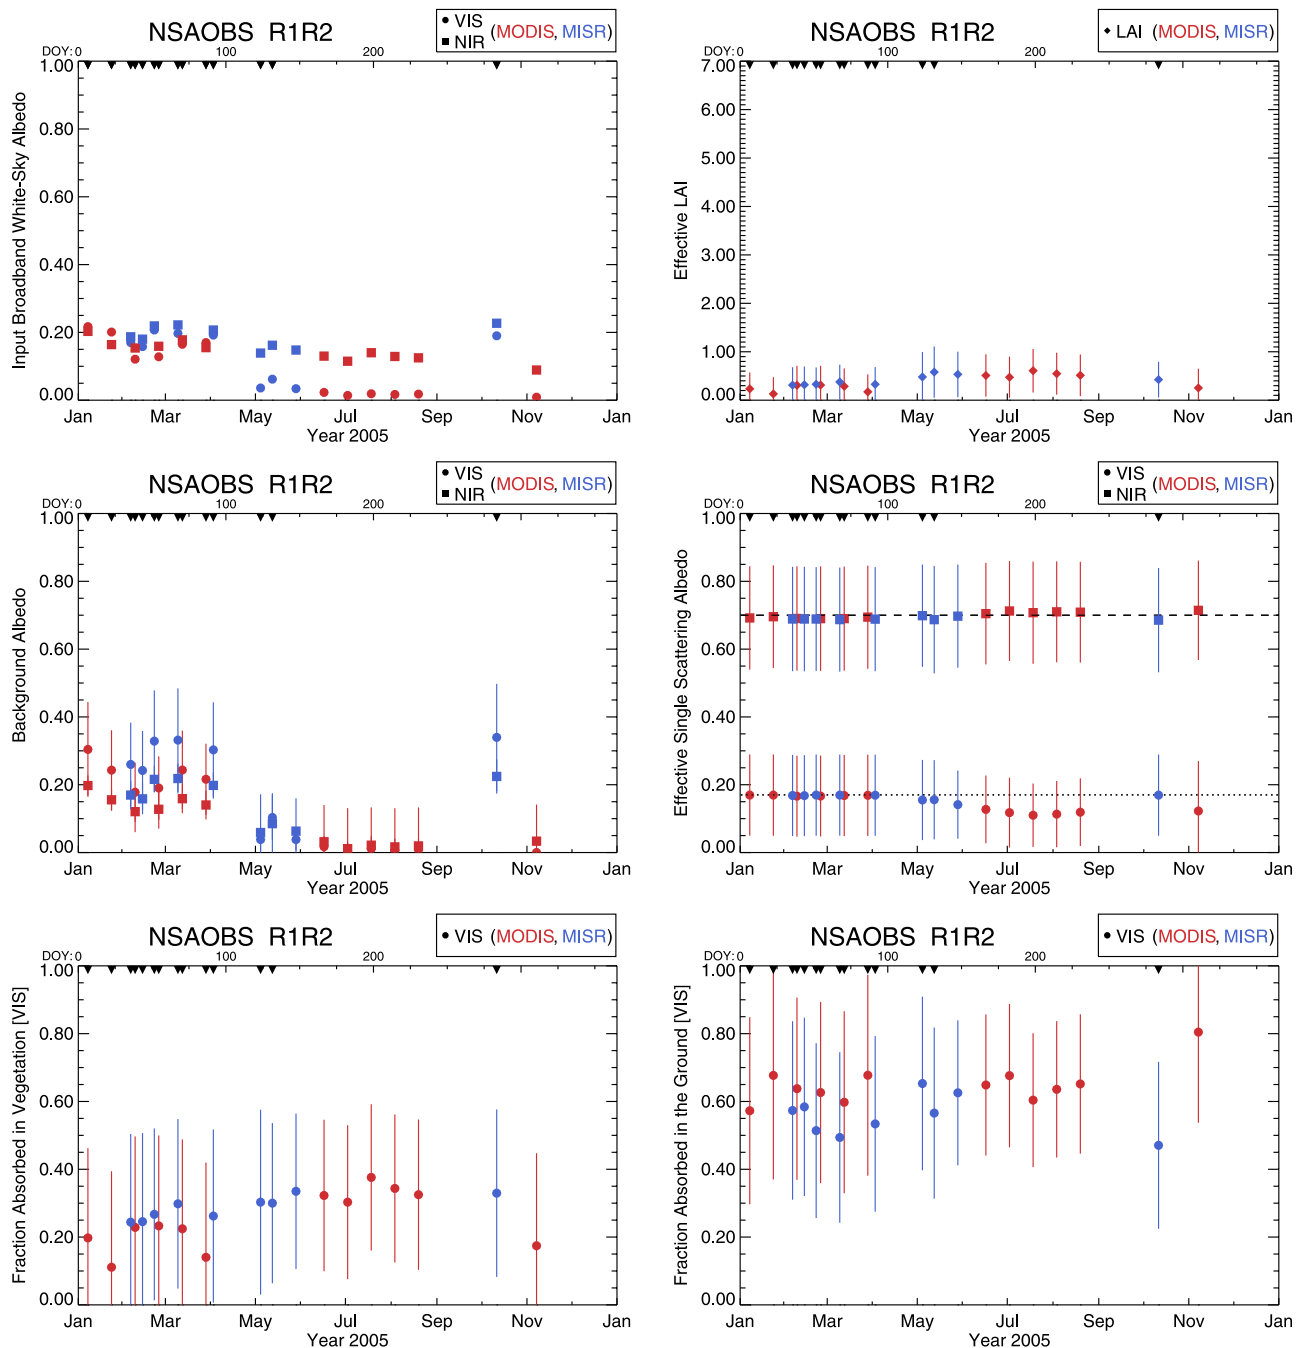 NSAOBS R1R2
VIS (MODIS, MISR)
NIR
DOY: 0 100 200
1.00
0.80
0.60
0.40
0.20
0.00
Input Broadband White-Sky Albedo
Jan Mar May Jul Sep Nov Jan
Year 2005
NSAOBS R1R2
LAI (MODIS, MISR)
DOY: 0 100 200
7.00
6.00
5.00
4.00
3.00
2.00
1.00
0.00
Effective LAI
Jan Mar May Jul Sep Nov Jan
Year 2005
NSAOBS R1R2
VIS (MODIS, MISR)
NIR
DOY: 0 100 200
1.00
0.80
0.60
0.40
0.20
0.00
Background Albedo
Jan Mar May Jul Sep Nov Jan
Year 2005
NSAOBS R1R2
VIS (MODIS, MISR)
NIR
DOY: 0 100 200
1.00
0.80
0.60
0.40
0.20
0.00
Effective Single Scattering Albedo
Jan Mar May Jul Sep Nov Jan
Year 2005
NSAOBS R1R2
VIS (MODIS, MISR)
DOY: 0 100 200
1.00
0.80
0.60
0.40
0.20
0.00
Fraction Absorbed in Vegetation [VIS]
Jan Mar May Jul Sep Nov Jan
Year 2005
NSAOBS R1R2
VIS (MODIS, MISR)
DOY: 0 100 200
1.00
0.80
0.60
0.40
0.20
0.00
Fraction Absorbed in the Ground [VIS]
Jan Mar May Jul Sep Nov Jan
Year 2005